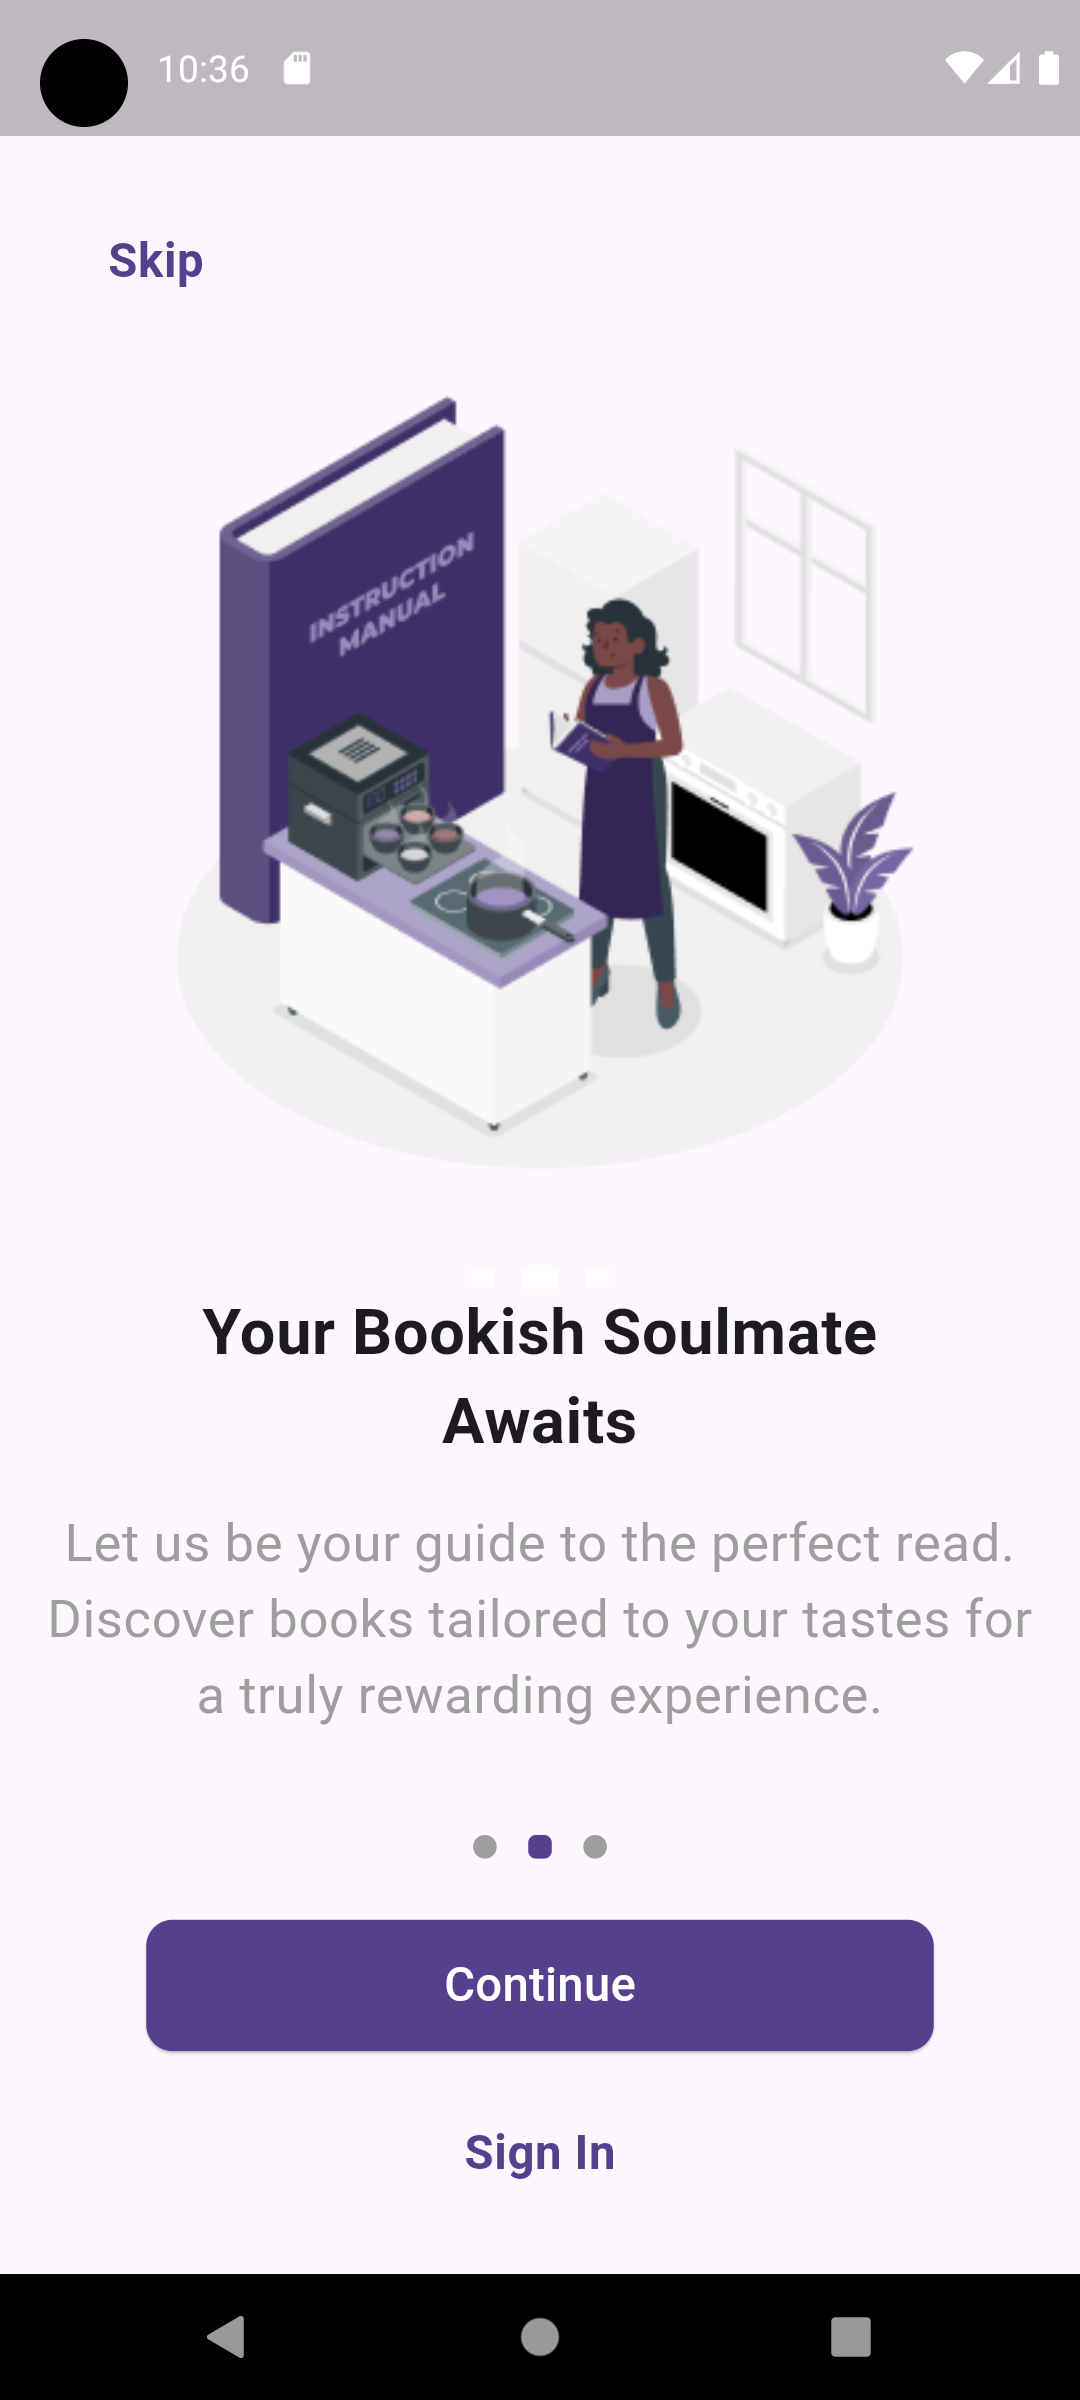 10:36
Skip
INSTRUCTION
MANUAL
Your Bookish Soulmate
Awaits
Let us be your guide to the perfect read.
Discover books tailored to your tastes for
a truly rewarding experience.
Continue
Sign In